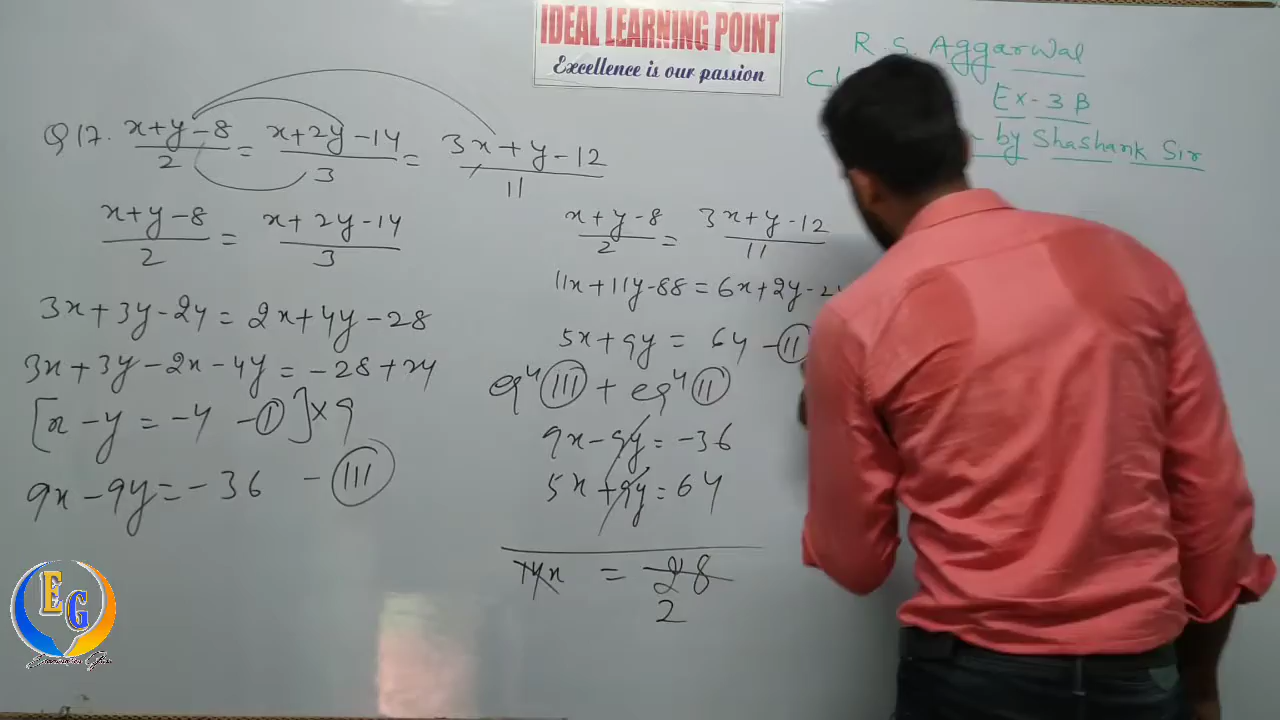 IDEAL LEARNING POINT
Excellence is our passion
R. S. Aggarwal
Ex-3B
by Shashank Sir
Q17. x+y-8/2 = x+2y-14/3 = 3x+y-12/11
x+y-8/2 = x+2y-14/3
3x+3y-24 = 2x+4y-28
3x+3y-2x-4y = -28+24
[x-y = -4 -(I)]×9
9x-9y = -36 -(III)
x+y-8/2 = 3x+y-12/11
11x+11y-88 = 6x+2y-24
5x+9y = 64 -(II)
eqⁿ (III) + eqⁿ (II)
9x-9y = -36
5x+9y = 64
14x = 28
2
EG